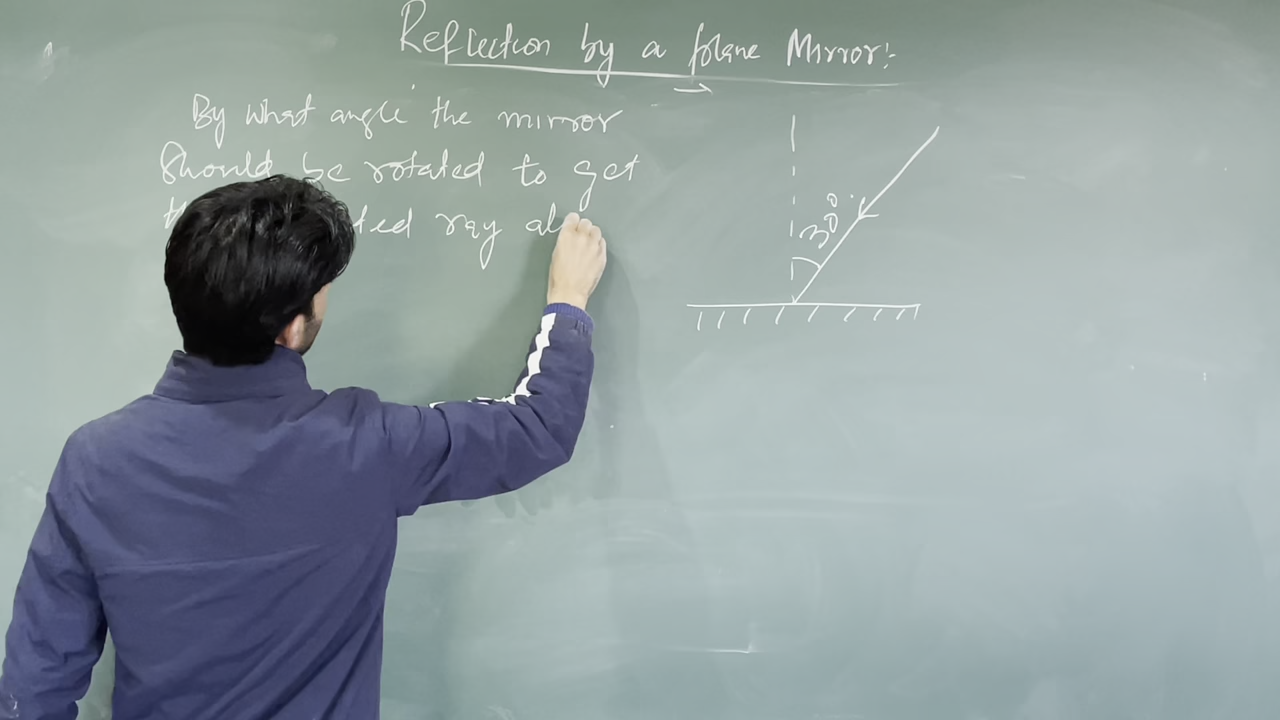 Reflection by a plane Mirror:-
By what angle the mirror
Should be rotated to get
ray
30°